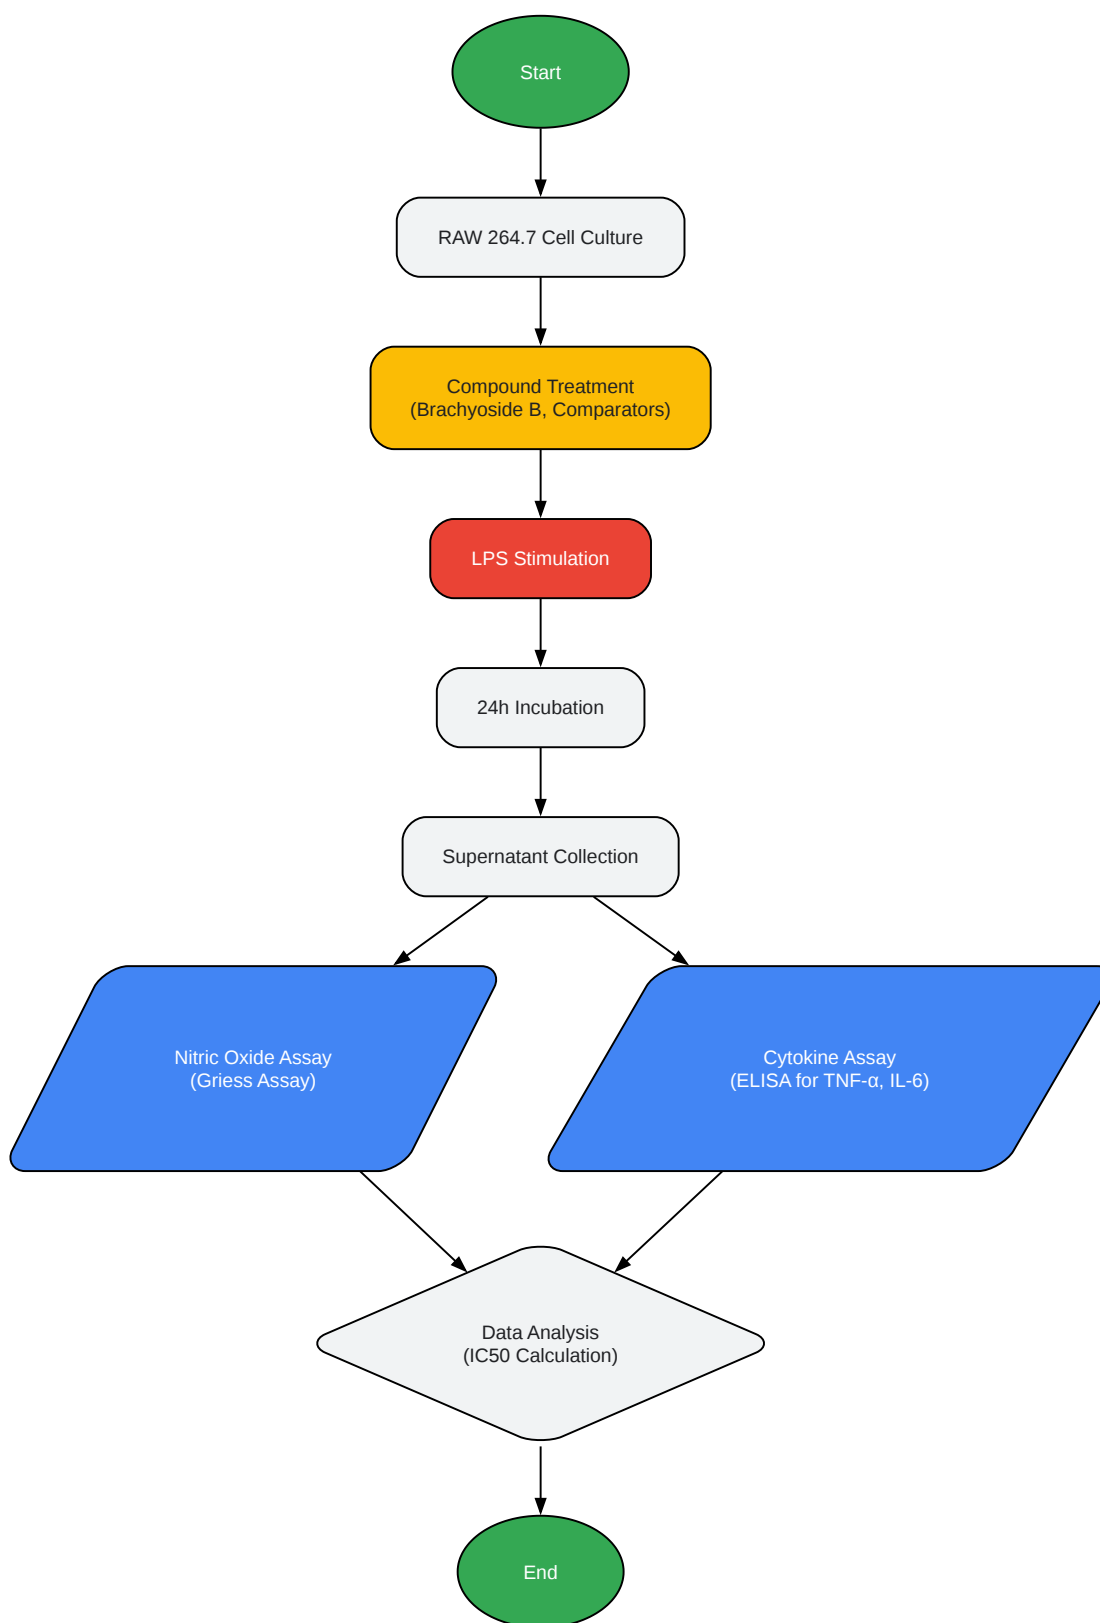 Start
RAW 264.7 Cell Culture
Compound Treatment
(Brachyoside B, Comparators)
LPS Stimulation
24h Incubation
Supernatant Collection
Nitric Oxide Assay
(Griess Assay)
Cytokine Assay
(ELISA for TNF-α, IL-6)
Data Analysis
(IC50 Calculation)
End